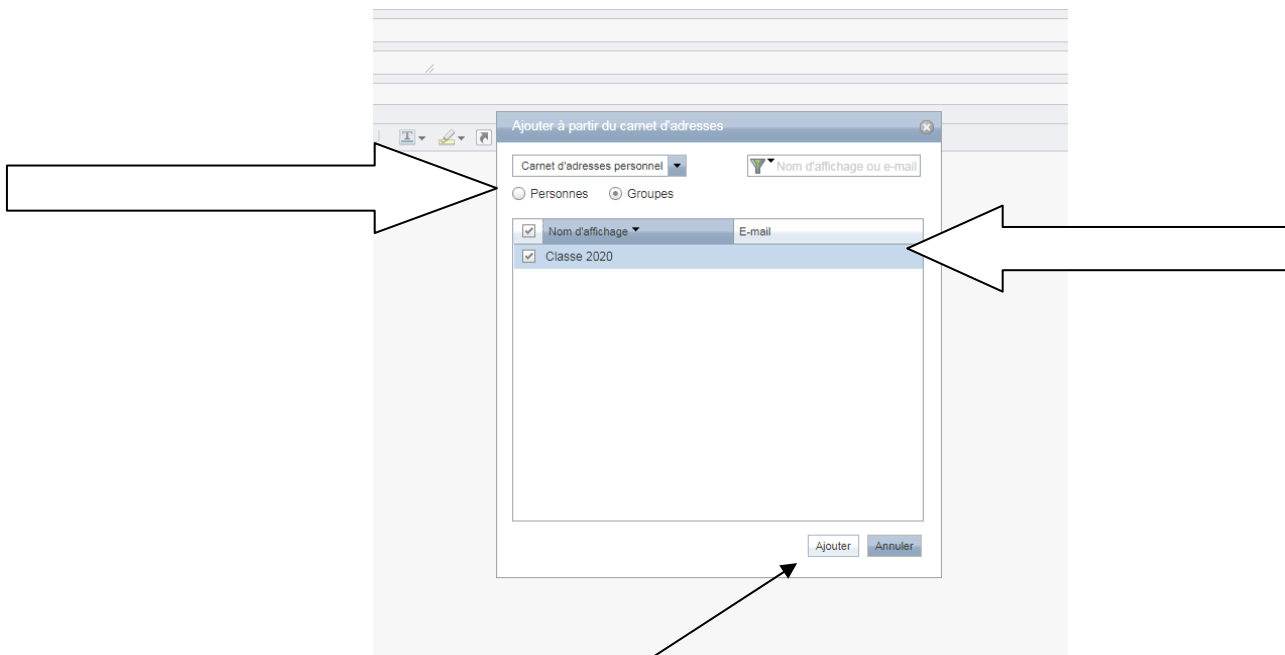 Ajouter à partir du carnet d'adresses
Carnet d'adresses personnel
Nom d'affichage ou e-mail
Personnes Groupes
Nom d'affichage E-mail
Classe 2020
Ajouter Annuler